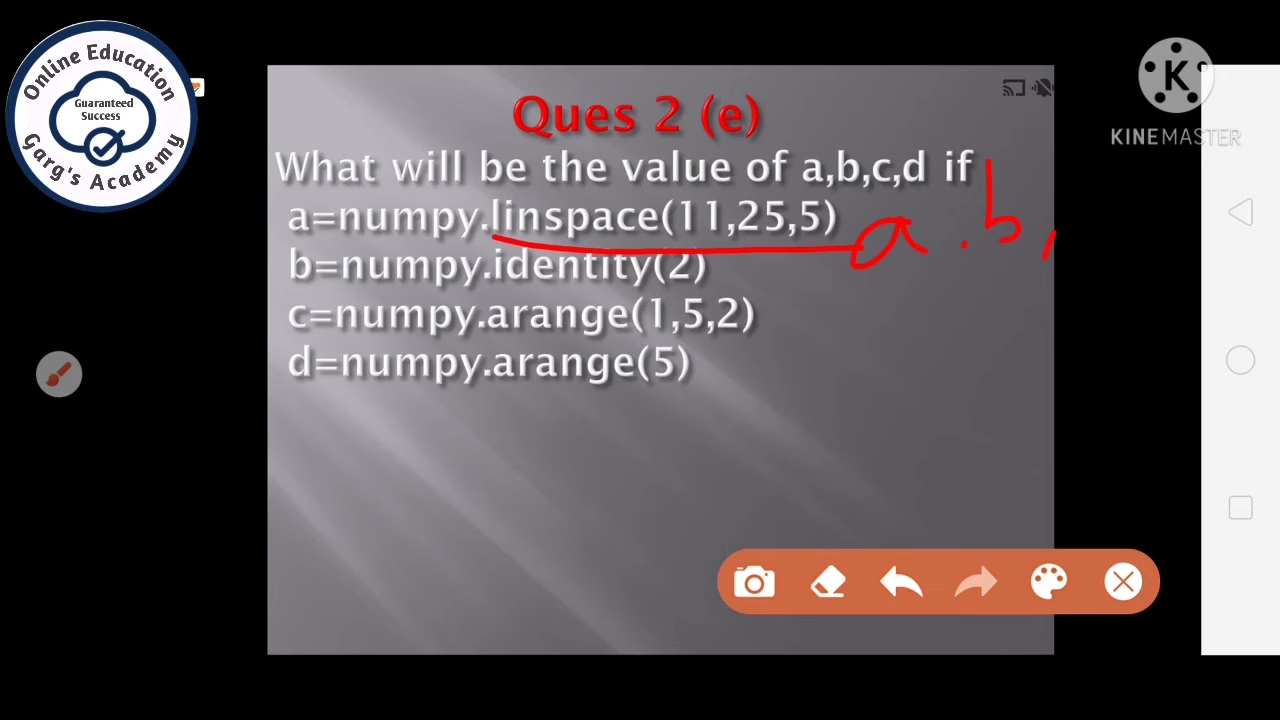 Online Education
Guaranteed
Success
Garg's Academy
K
KINEMASTER
Ques 2 (e)
What will be the value of a,b,c,d if
a=numpy.linspace(11,25,5)
a.b,
b=numpy.identity(2)
c=numpy.arange(1,5,2)
d=numpy.arange(5)